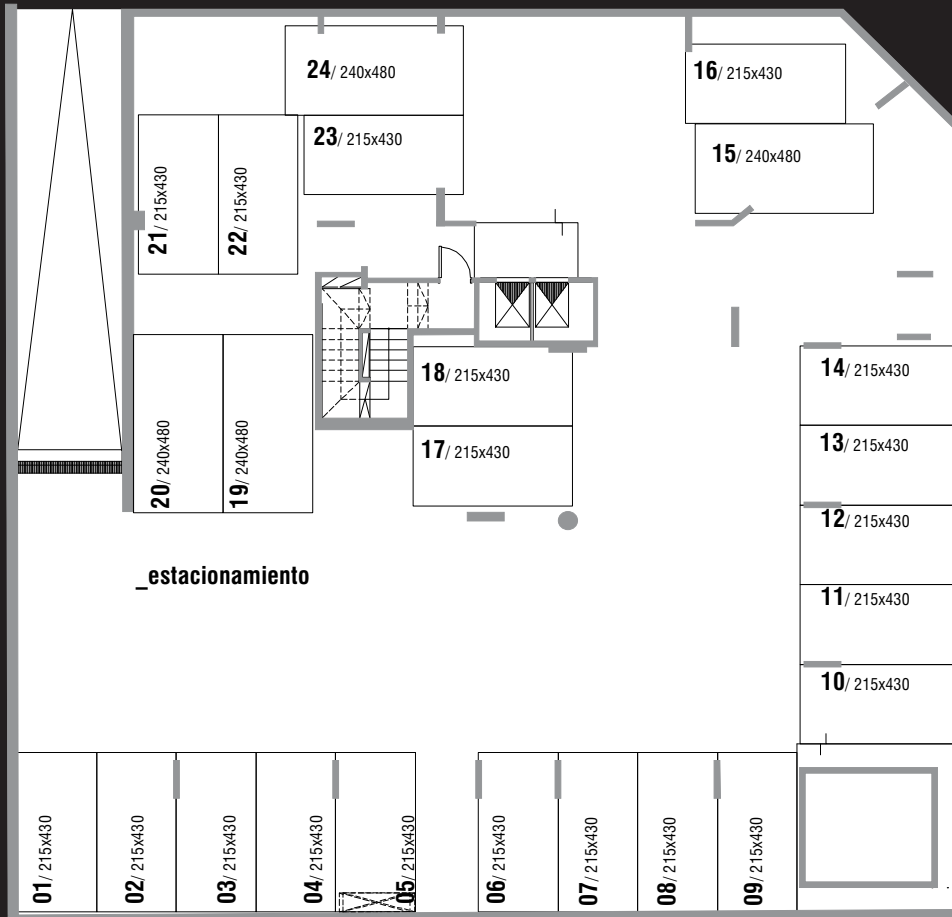 24/ 240x480
16/ 215x430
23/ 215x430
15/ 240x480
21/ 215x430
22/ 215x430
18/ 215x430
14/ 215x430
17/ 215x430
13/ 215x430
20/ 240x480
19/ 240x480
12/ 215x430
_estacionamiento
11/ 215x430
10/ 215x430
01/ 215x430
02/ 215x430
03/ 215x430
04/ 215x430
05/ 215x430
06/ 215x430
07/ 215x430
08/ 215x430
09/ 215x430